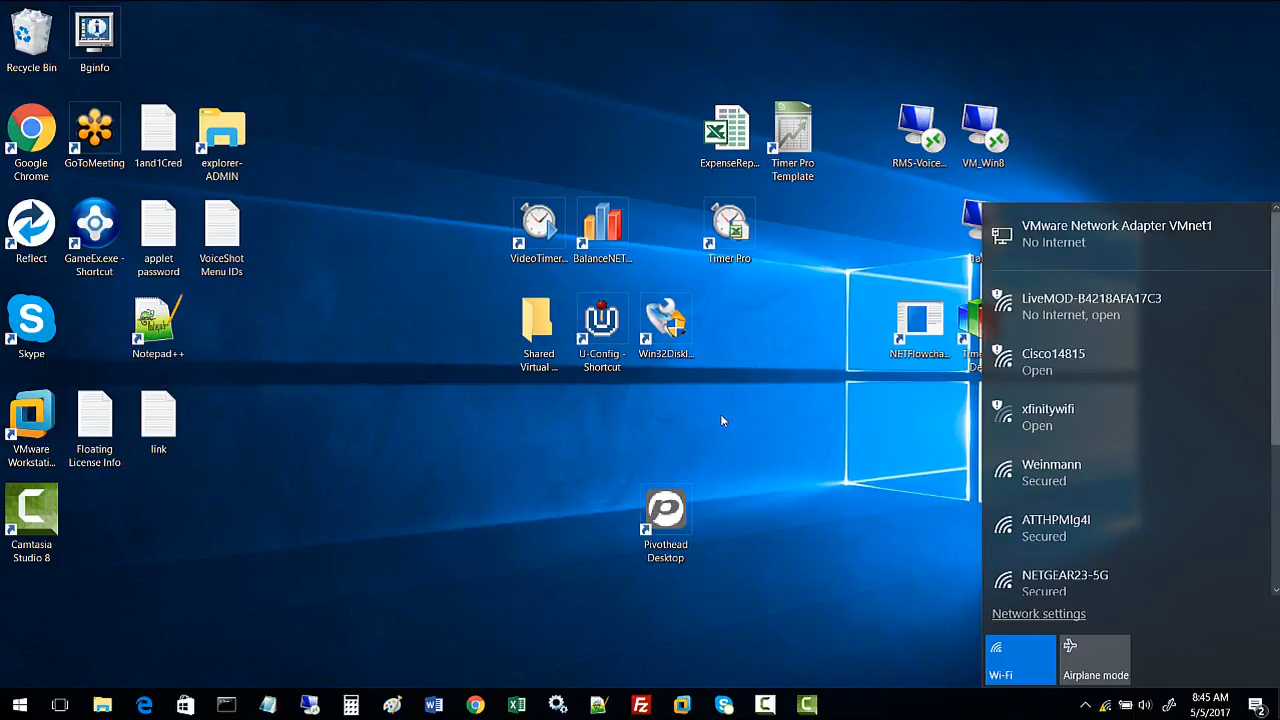 Recycle Bin
Bginfo
Google
Chrome
GoToMeeting
1and1Cred
explorer-
ADMIN
ExpenseRep...
Timer Pro
Template
RMS-Voice...
VM_Win8
Reflect
GameEx.exe -
Shortcut
applet
password
VoiceShot
Menu IDs
VideoTimer...
BalanceNET...
Timer Pro
Skype
Notepad++
Shared
Virtual ...
U-Config -
Shortcut
Win32Diskl...
NETFlowcha...
VMware
Workstati...
Floating
License Info
link
Camtasia
Studio 8
Pivothead
Desktop
VMware Network Adapter VMnet1
No Internet
LiveMOD-B4218AFA17C3
No Internet, open
Cisco14815
Open
xfinitywifi
Open
Weinmann
Secured
ATTHPMIg4I
Secured
NETGEAR23-5G
Secured
Network settings
Wi-Fi
Airplane mode
8:45 AM
5/5/2017
2